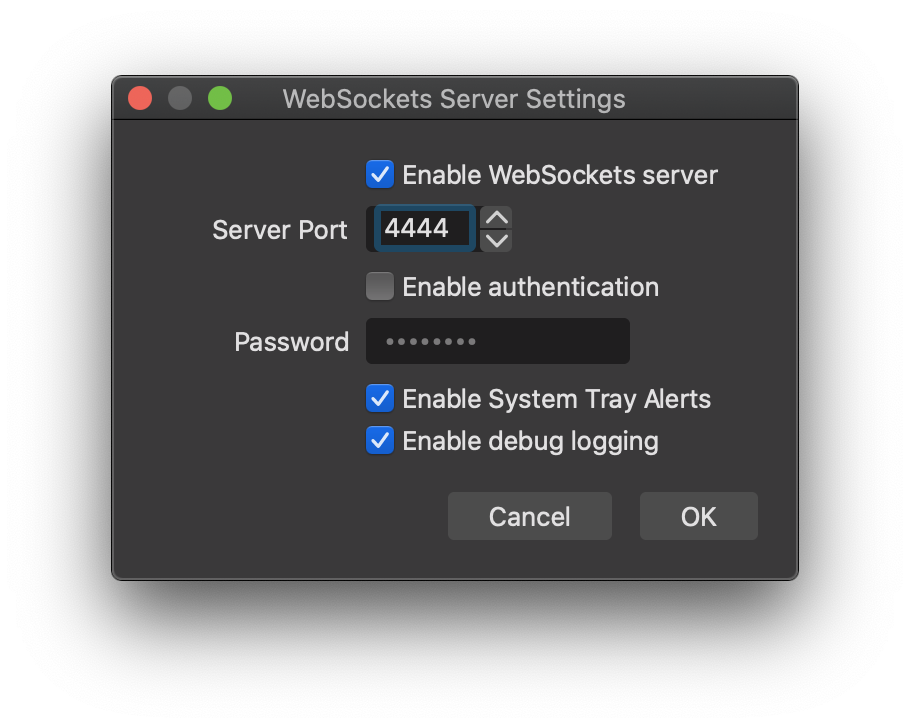 WebSockets Server Settings
Enable WebSockets server
Server Port 4444
Enable authentication
Password ••••••••
Enable System Tray Alerts
Enable debug logging
Cancel OK